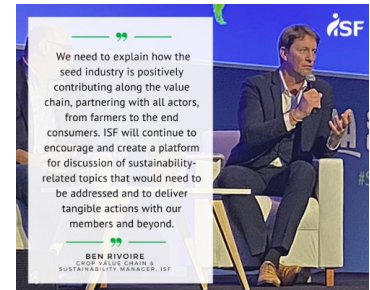 ISF
”
We need to explain how the
seed industry is positively
contributing along the value
chain, partnering with all actors,
from farmers to the end
consumers. ISF will continue to
encourage and create a platform
for discussion of sustainability-
related topics that would need to
be addressed and to deliver
tangible actions with our
members and beyond.
”
BEN RIVOIRE
CROP VALUE CHAIN &
SUSTAINABILITY MANAGER, ISF